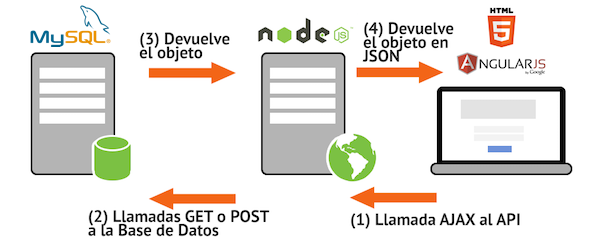 MySQL®
(3) Devuelve
el objeto
node JS
(4) Devuelve
el objeto en
JSON
HTML
5
A
ANGULARJS
by Google
(2) Llamadas GET o POST
a la Base de Datos
(1) Llamada AJAX al API